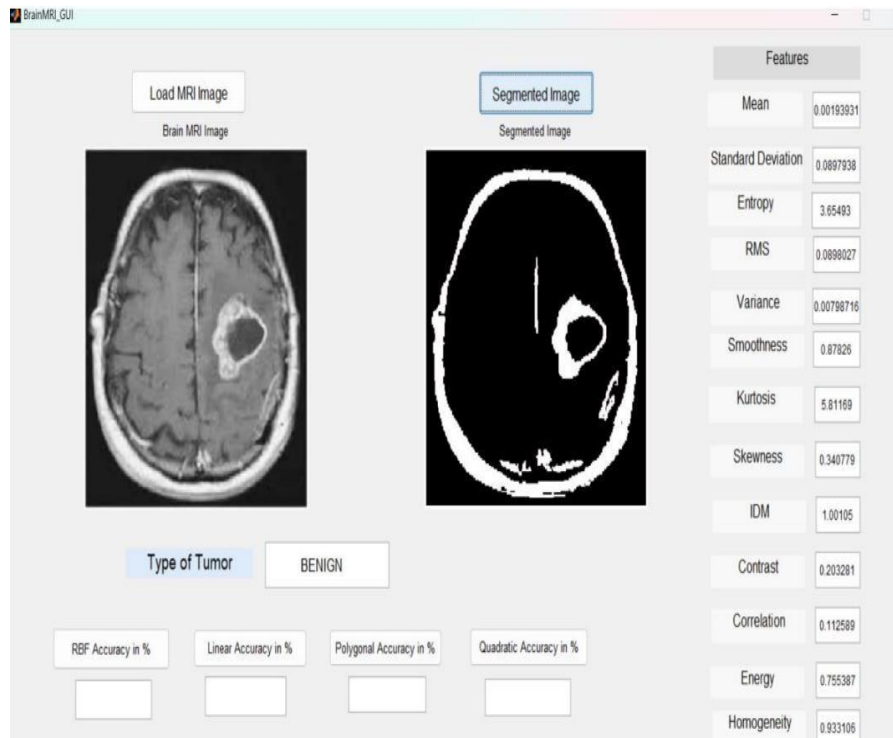 BrainMRI_GUI
Load MRI Image
Segmented Image
Brain MRI Image
Segmented Image
Type of Tumor
BENIGN
RBF Accuracy in %
Linear Accuracy in %
Polygonal Accuracy in %
Quadratic Accuracy in %
Features
Mean 0.00193931
Standard Deviation 0.0897938
Entropy 3.65493
RMS 0.0898027
Variance 0.00798716
Smoothness 0.87826
Kurtosis 5.81169
Skewness 0.340779
IDM 1.00105
Contrast 0.203281
Correlation 0.112589
Energy 0.755387
Homogeneity 0.933106